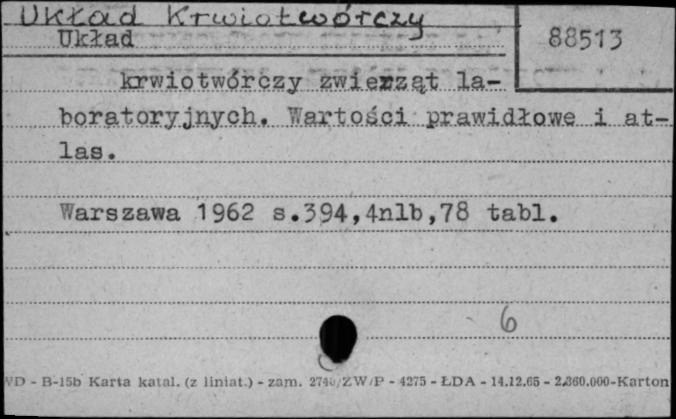 Układ Krwiotwórczy
Układ
88513
krwiotwórczy zwierząt la-
boratoryjnych. Wartości prawidłowe i at-
las.
Warszawa 1962 s.394,4nlb,78 tabl.
6
WD - B-15b Karta katal. (z liniat.) - zam. ZW/P - 4275 - ŁDA - 14.12.65 - 2.360.000-Karton